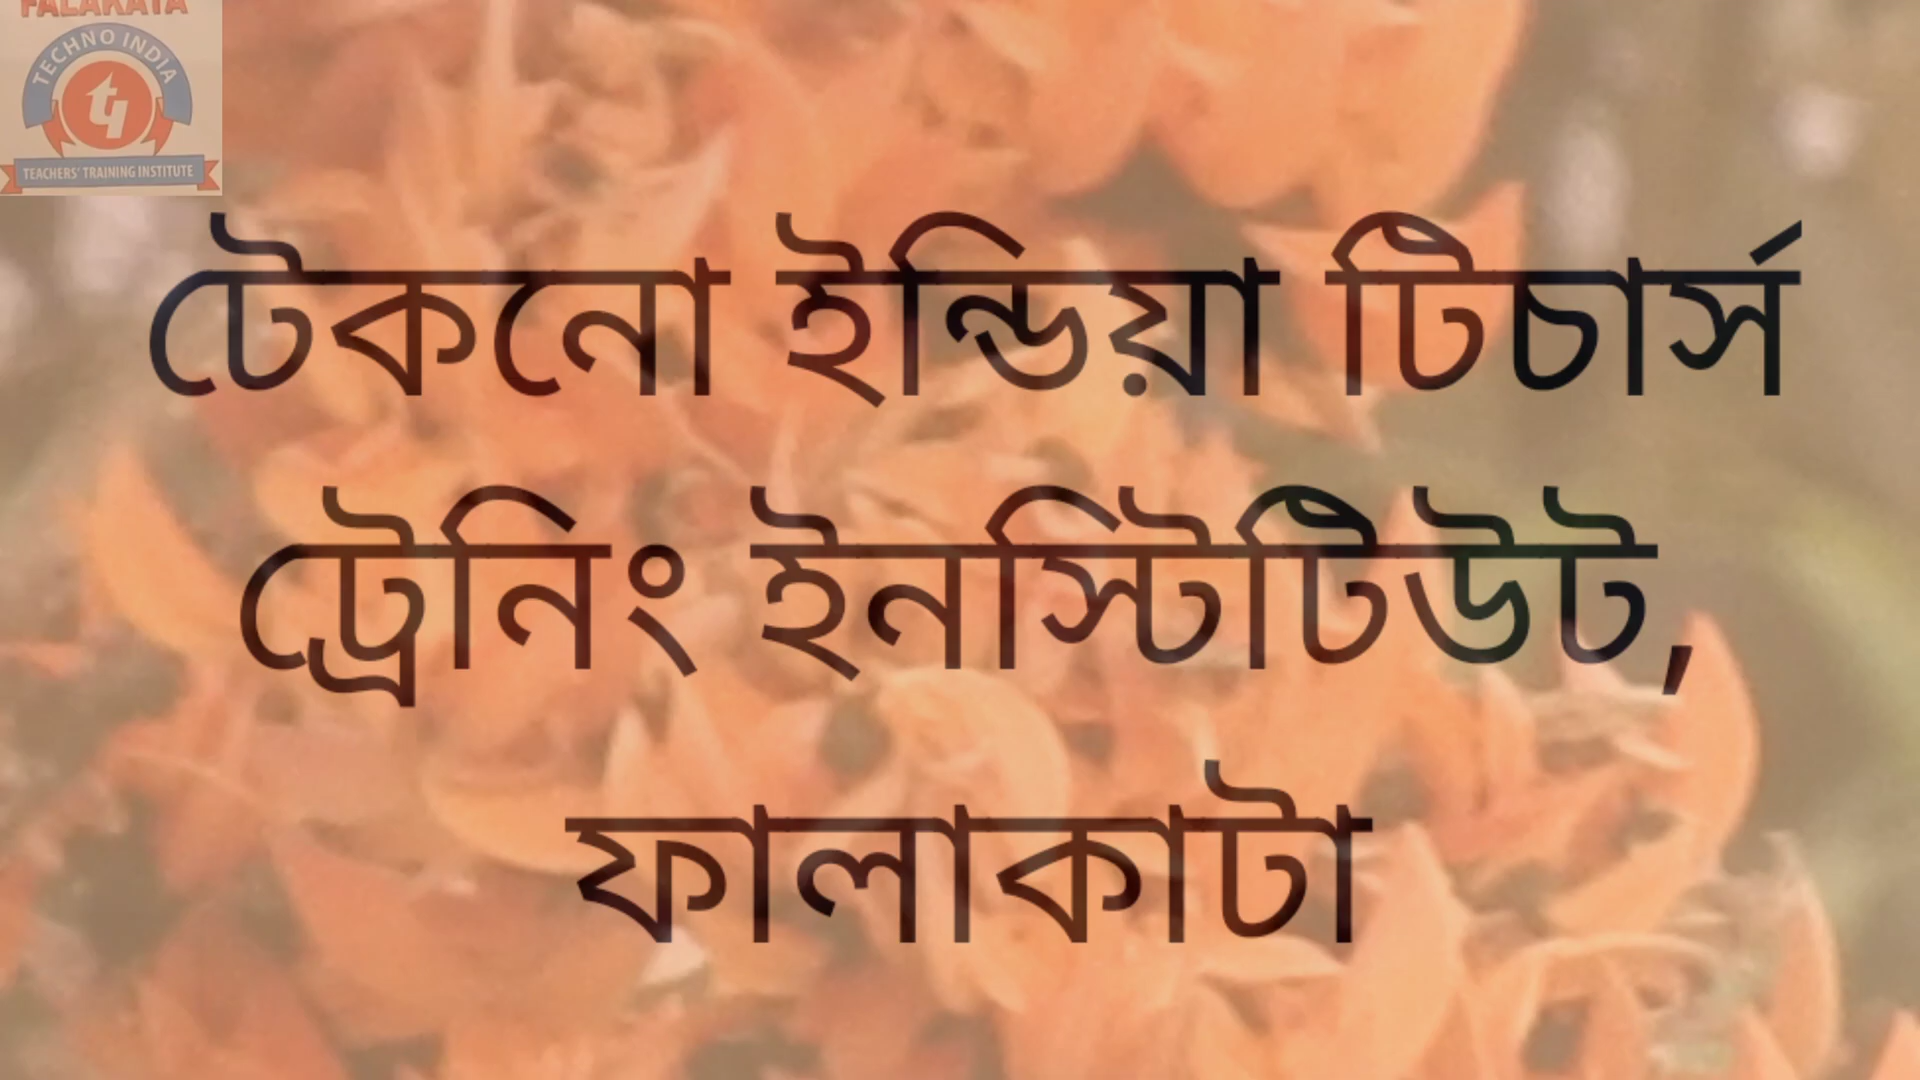 FALAKATA
TECHNO INDIA
TEACHERS' TRAINING INSTITUTE
টেকনো ইন্ডিয়া টিচার্স
ট্রেনিং ইনস্টিটিউট,
ফালাকাটা